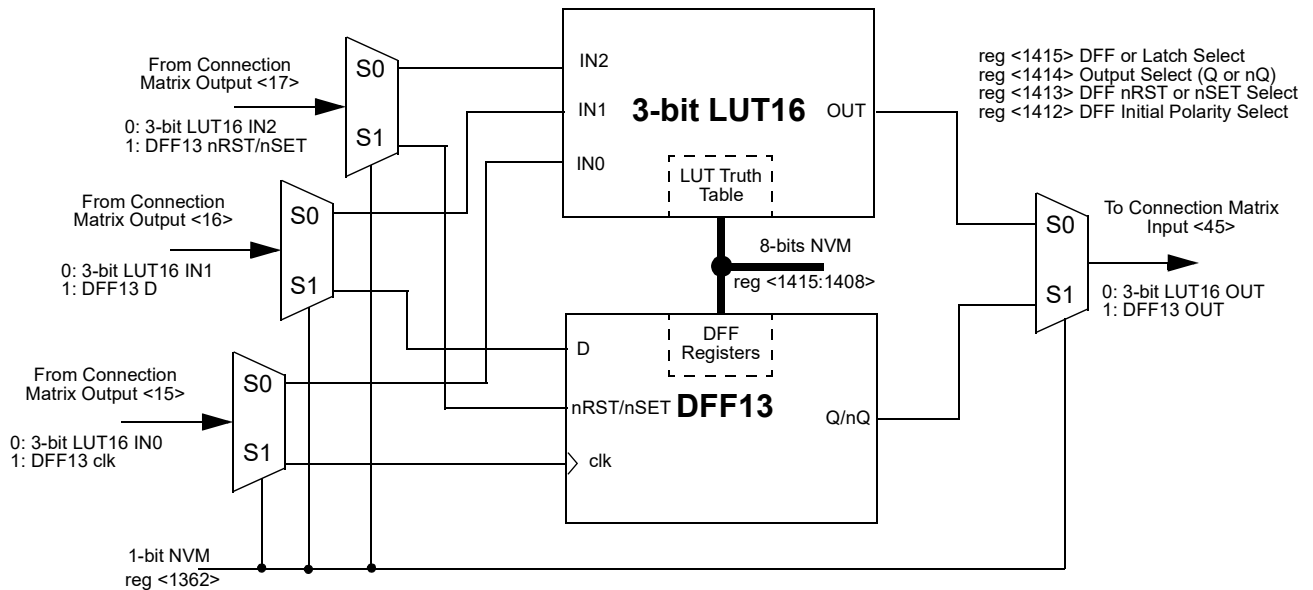 From Connection
Matrix Output <17>
0: 3-bit LUT16 IN2
1: DFF13 nRST/nSET
S0
S1
From Connection
Matrix Output <16>
0: 3-bit LUT16 IN1
1: DFF13 D
S0
S1
From Connection
Matrix Output <15>
0: 3-bit LUT16 IN0
1: DFF13 clk
S0
S1
1-bit NVM
reg <1362>
IN2
IN1
IN0
3-bit LUT16
OUT
LUT Truth
Table
8-bits NVM
reg <1415:1408>
DFF
Registers
D
nRST/nSET
DFF13
clk
Q/nQ
reg <1415> DFF or Latch Select
reg <1414> Output Select (Q or nQ)
reg <1413> DFF nRST or nSET Select
reg <1412> DFF Initial Polarity Select
S0
S1
To Connection Matrix
Input <45>
0: 3-bit LUT16 OUT
1: DFF13 OUT